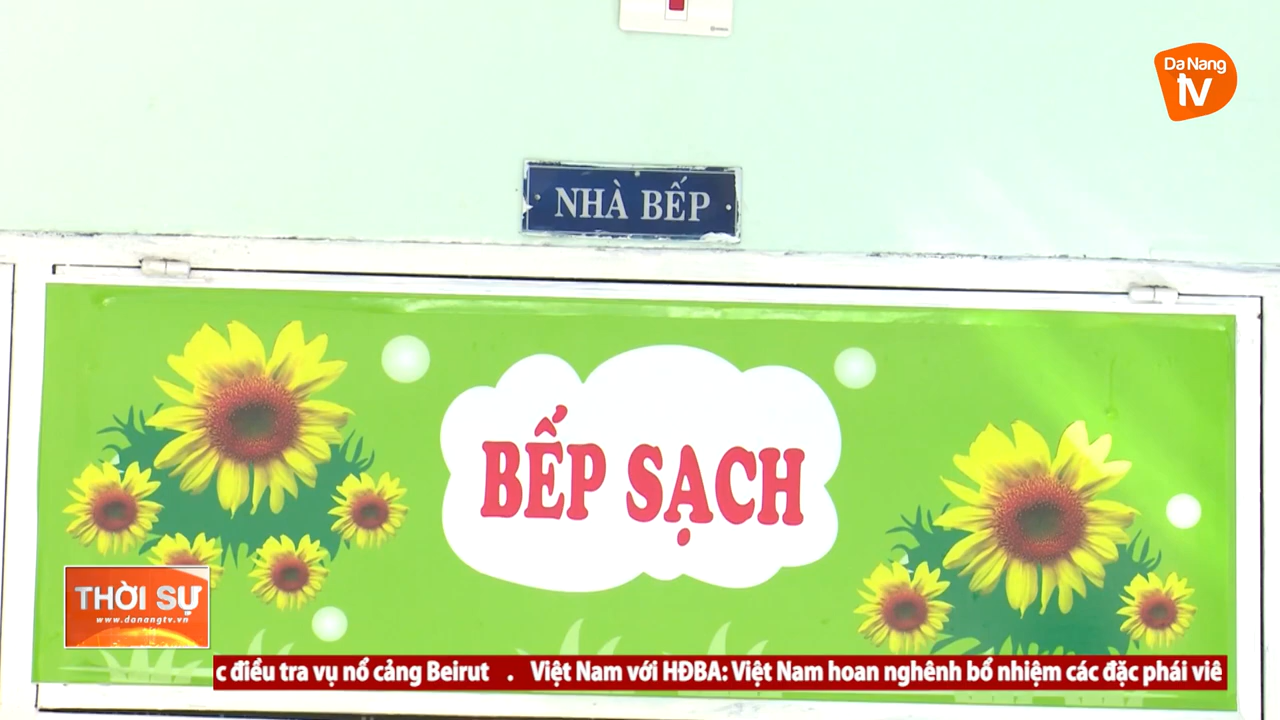 Da Nang
tv
NHÀ BẾP
BẾP SẠCH
THỜI SỰ
www.danangtv.vn
c điều tra vụ nổ cảng Beirut . Việt Nam với HĐBA: Việt Nam hoan nghênh bổ nhiệm các đặc phái viê